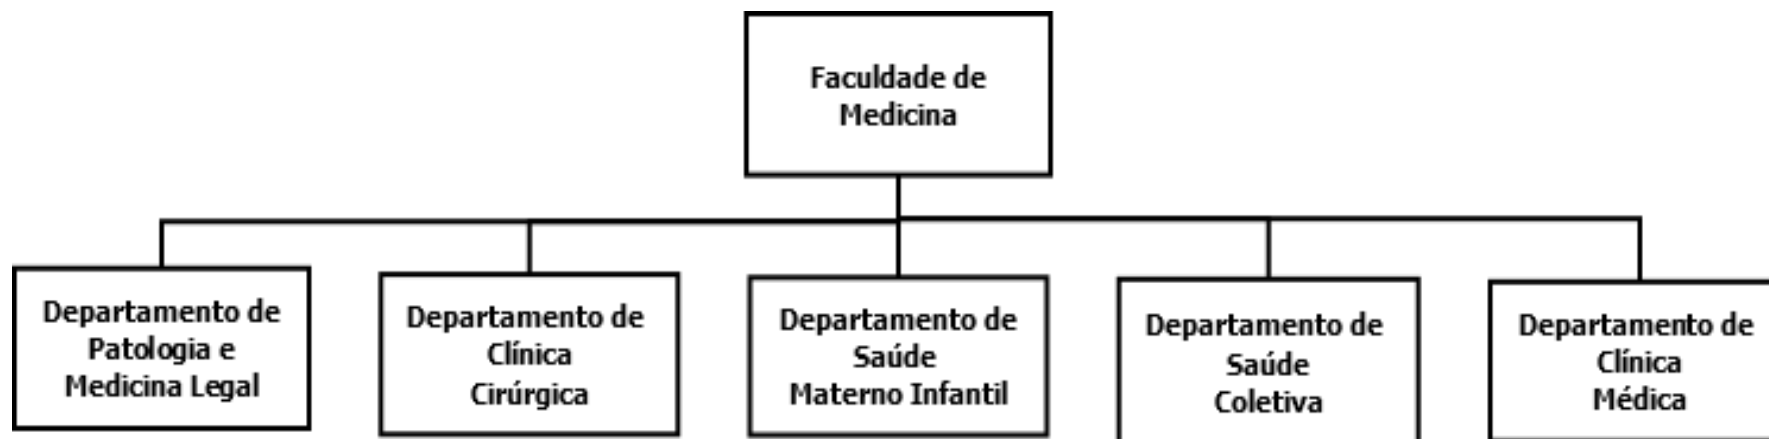 Faculdade de
Medicina
Departamento de
Patologia e
Medicina Legal
Departamento de
Clínica
Cirúrgica
Departamento de
Saúde
Materno Infantil
Departamento de
Saúde
Coletiva
Departamento de
Clínica
Médica